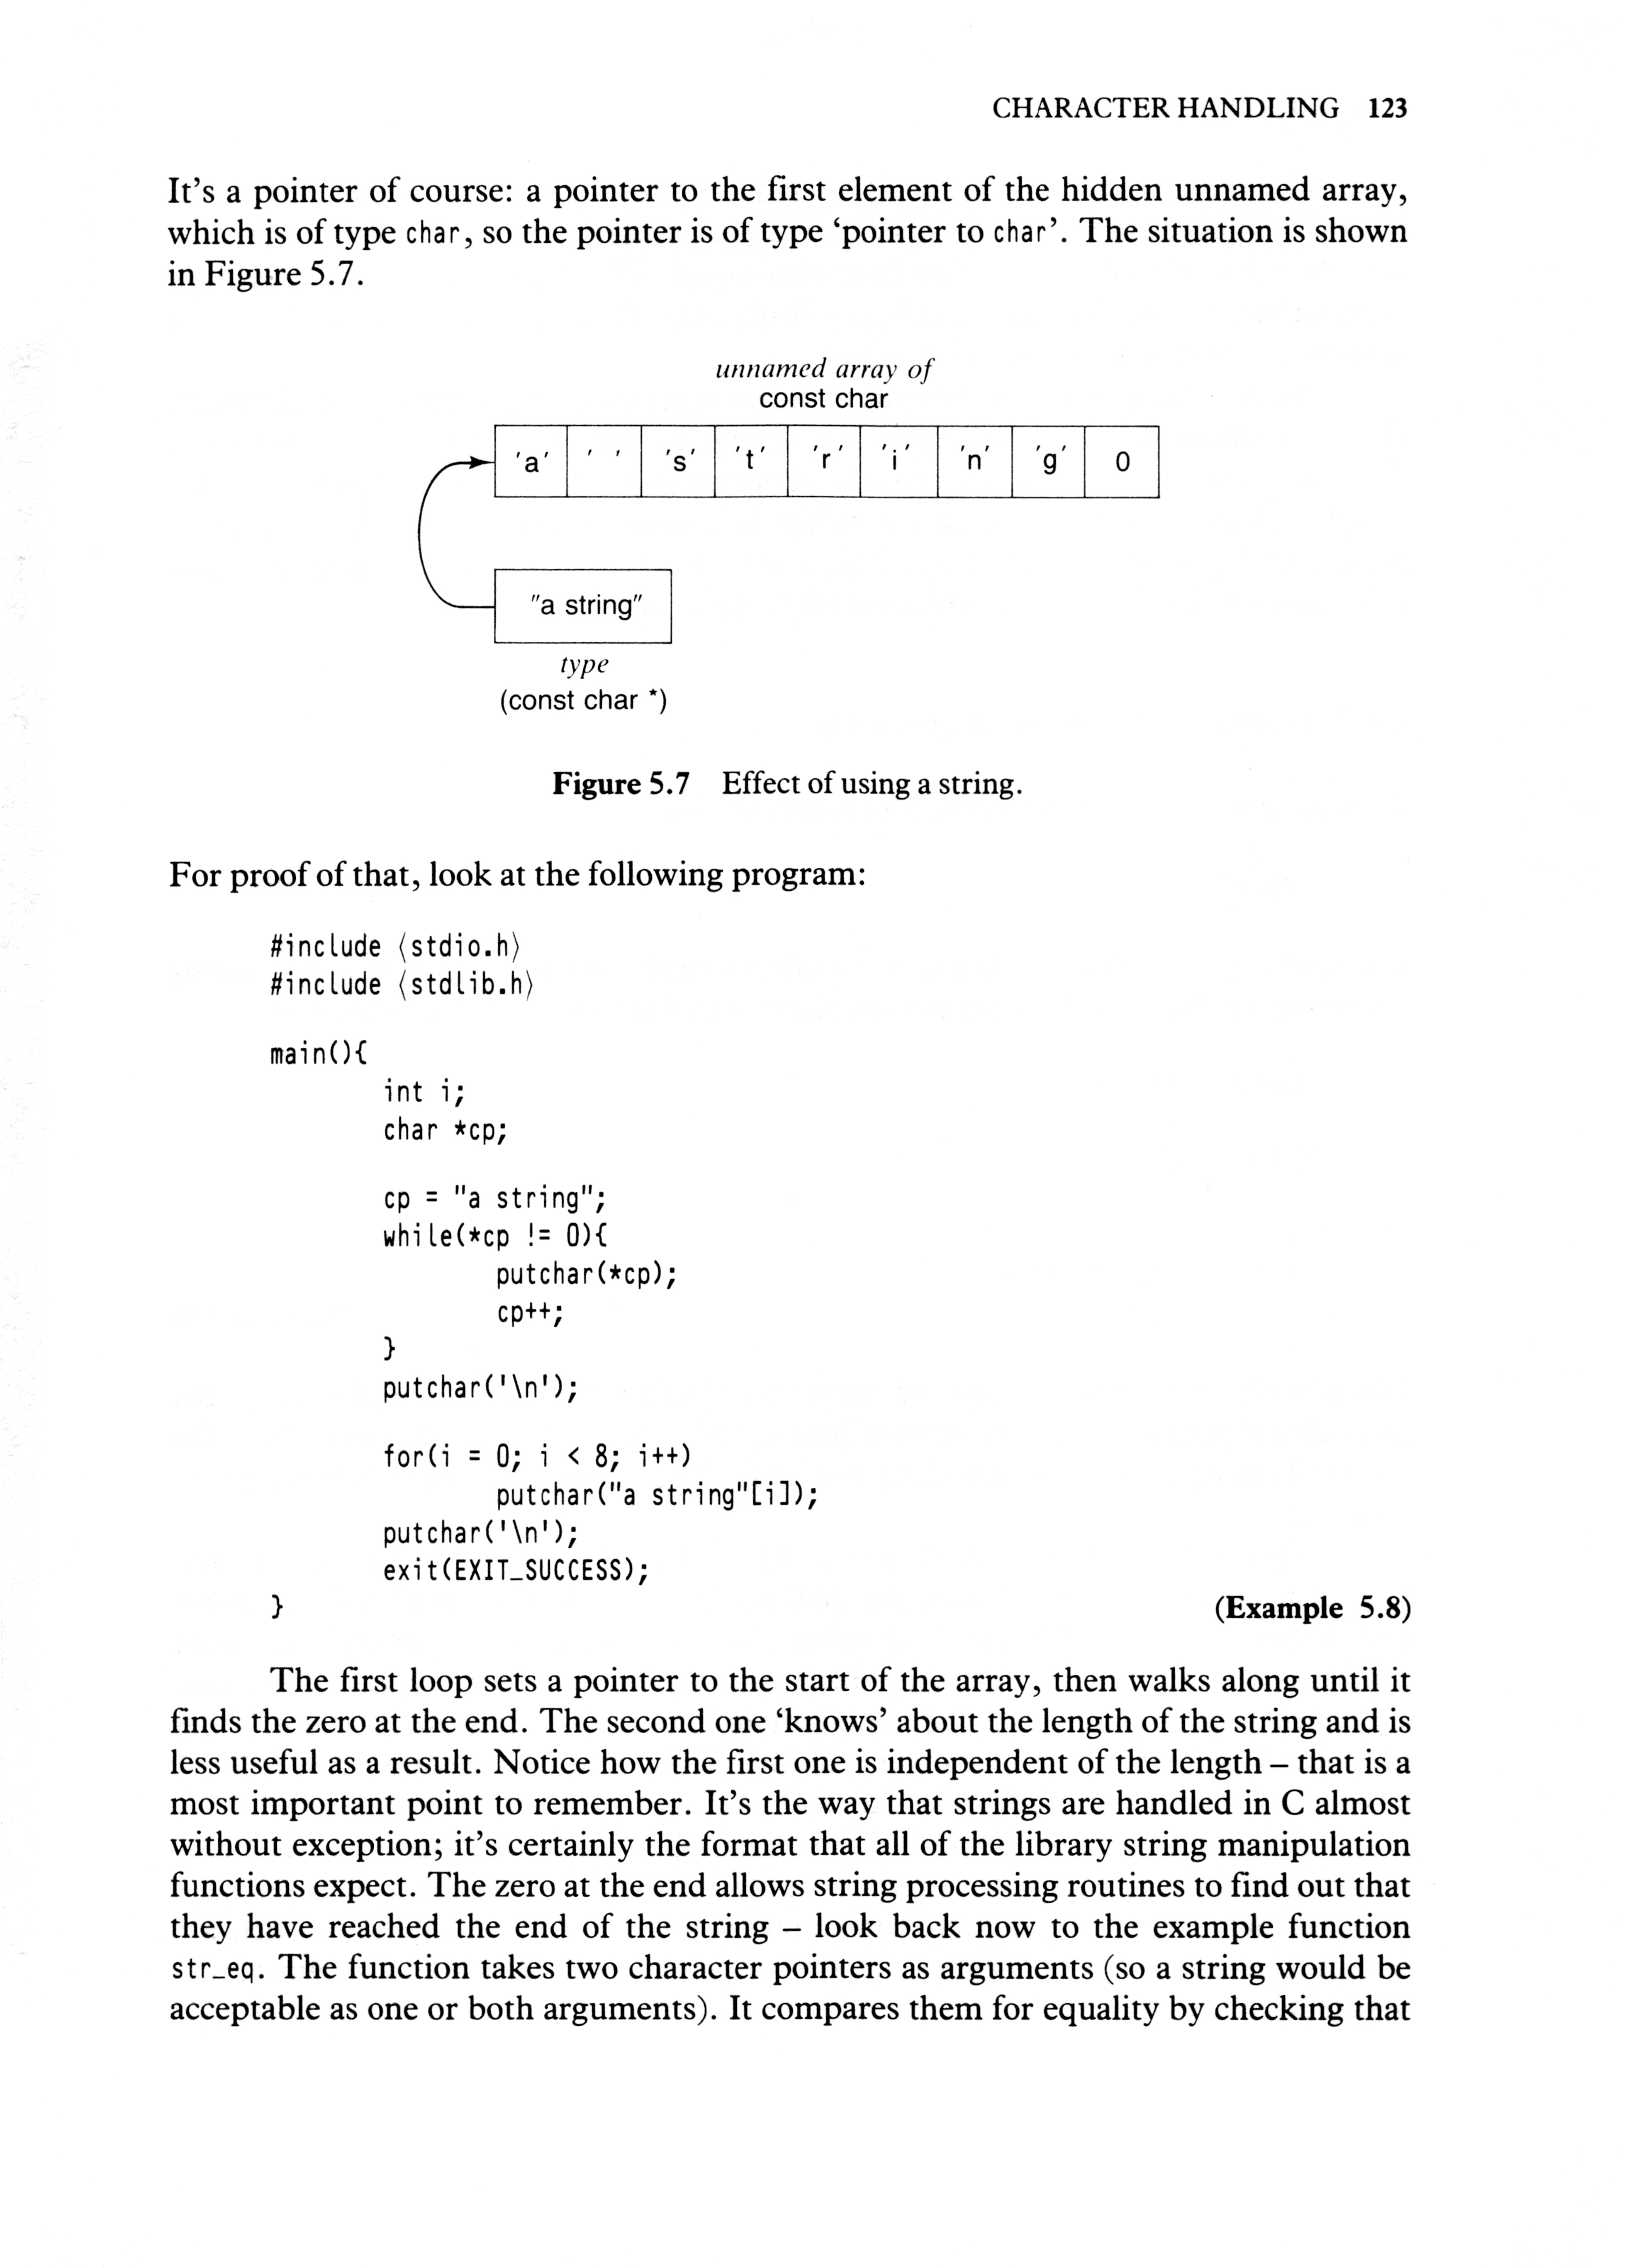 CHARACTER HANDLING 123
It's a pointer of course: a pointer to the first element of the hidden unnamed array,
which is of type char, so the pointer is of type ‘pointer to char’. The situation is shown
in Figure 5.7.
unnamed array of
const char
'a' ' ' 's' 't' 'r' 'i' 'n' 'g' 0
"a string"
type
(const char *)
Figure 5.7 Effect of using a string.
For proof of that, look at the following program:
#include ⟨stdio.h⟩
#include ⟨stdlib.h⟩
main(){
int i;
char *cp;
cp = "a string";
while(*cp != 0){
putchar(*cp);
cp++;
}
putchar('\n');
for(i = 0; i < 8; i++)
putchar("a string"[i]);
putchar('\n');
exit(EXIT_SUCCESS);
} (Example 5.8)
The first loop sets a pointer to the start of the array, then walks along until it
finds the zero at the end. The second one ‘knows’ about the length of the string and is
less useful as a result. Notice how the first one is independent of the length – that is a
most important point to remember. It's the way that strings are handled in C almost
without exception; it's certainly the format that all of the library string manipulation
functions expect. The zero at the end allows string processing routines to find out that
they have reached the end of the string – look back now to the example function
str_eq. The function takes two character pointers as arguments (so a string would be
acceptable as one or both arguments). It compares them for equality by checking that